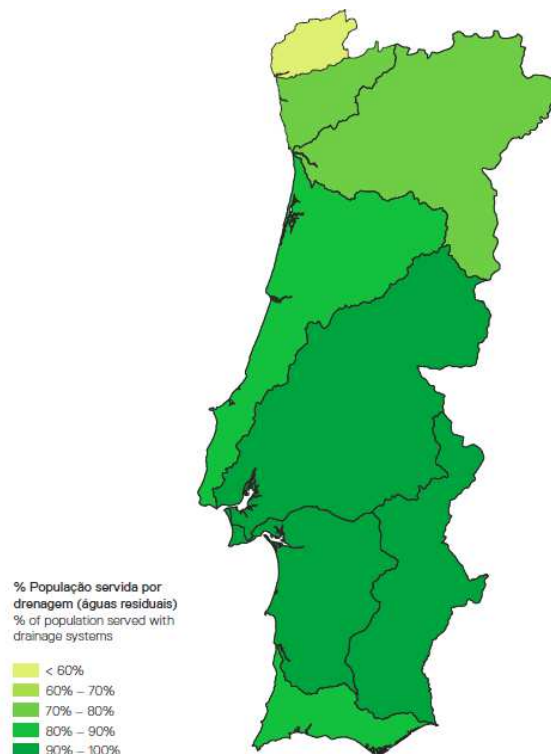 % População servida por
drenagem (águas residuais)
% of population served with
drainage systems
< 60%
60% – 70%
70% – 80%
80% – 90%
90% – 100%